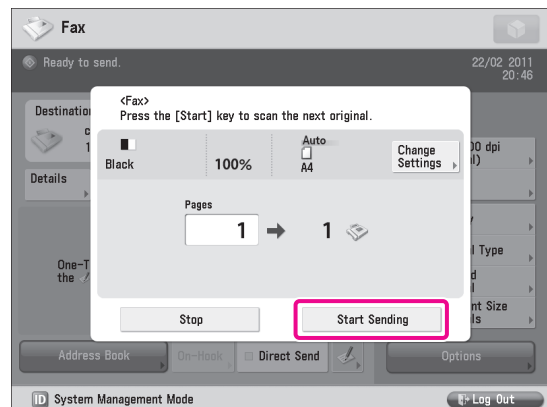 Fax
Ready to send.
22/02 2011
20:46
Destination
<Fax>
Press the [Start] key to scan the next original.
Black
100%
Auto
A4
Change
Settings
00 dpi
Details
Pages
1
1
l Type
One-T
the
nt Size
Stop
Start Sending
Address Book
On-Hook
Direct Send
Options
ID System Management Mode
Log Out